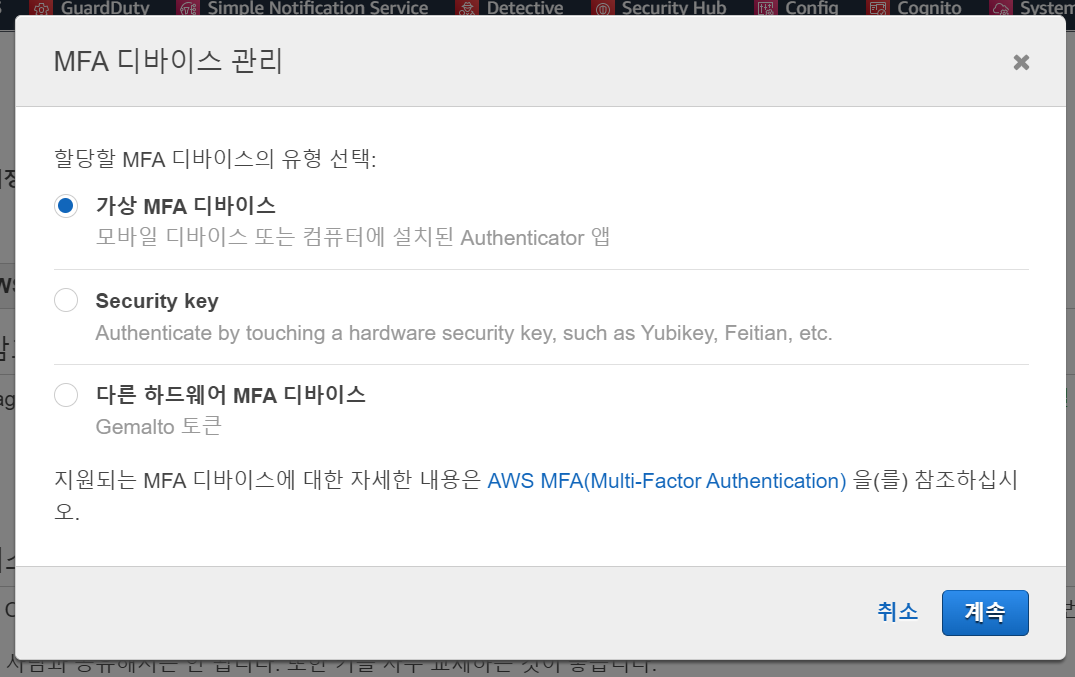 GuardDuty Simple Notification Service Detective Security Hub Config Cognito System
MFA 디바이스 관리
할당할 MFA 디바이스의 유형 선택:
가상 MFA 디바이스
모바일 디바이스 또는 컴퓨터에 설치된 Authenticator 앱
Security key
Authenticate by touching a hardware security key, such as Yubikey, Feitian, etc.
다른 하드웨어 MFA 디바이스
Gemalto 토큰
지원되는 MFA 디바이스에 대한 자세한 내용은 AWS MFA(Multi-Factor Authentication) 을(를) 참조하십시
오.
취소 계속